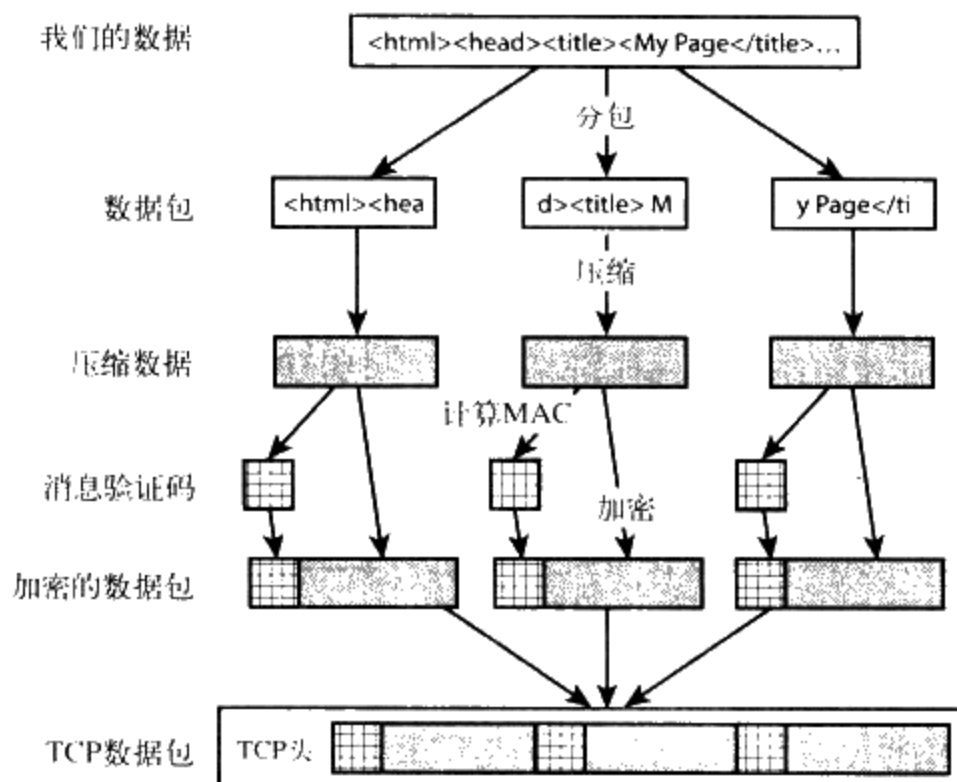 我们的数据
<html><head><title><My Page</title>…
分包
数据包
<html><hea
d><title> M
y Page</ti
压缩
压缩数据
计算MAC
消息验证码
加密
加密的数据包
TCP数据包
TCP头